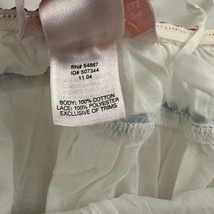 RN# 54867
ID# 507344
11 04
BODY: 100% COTTON
LACE: 100% POLYESTER
EXCLUSIVE OF TRIMS